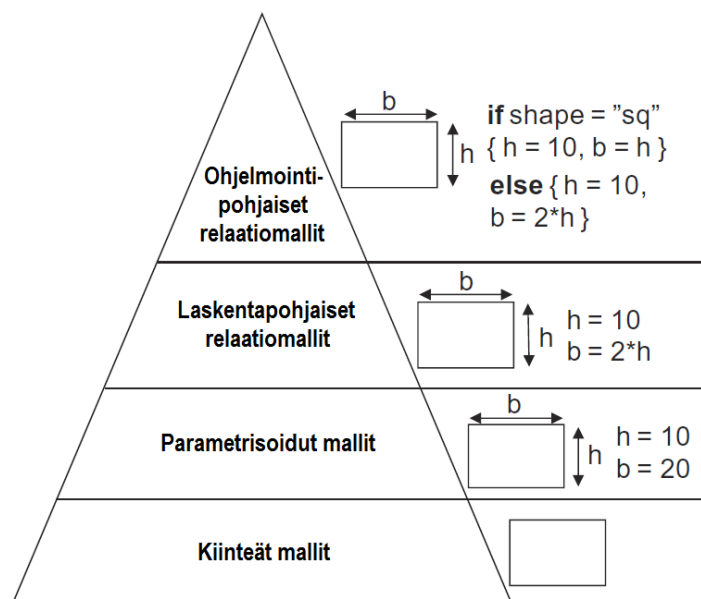 b
h
if shape = ”sq”
{ h = 10, b = h }
else { h = 10,
b = 2*h }
Ohjelmointi-
pohjaiset
relaatiomallit
b
h
h = 10
b = 2*h
Laskentapohjaiset
relaatiomallit
b
h
h = 10
b = 20
Parametrisoidut mallit
Kiinteät mallit